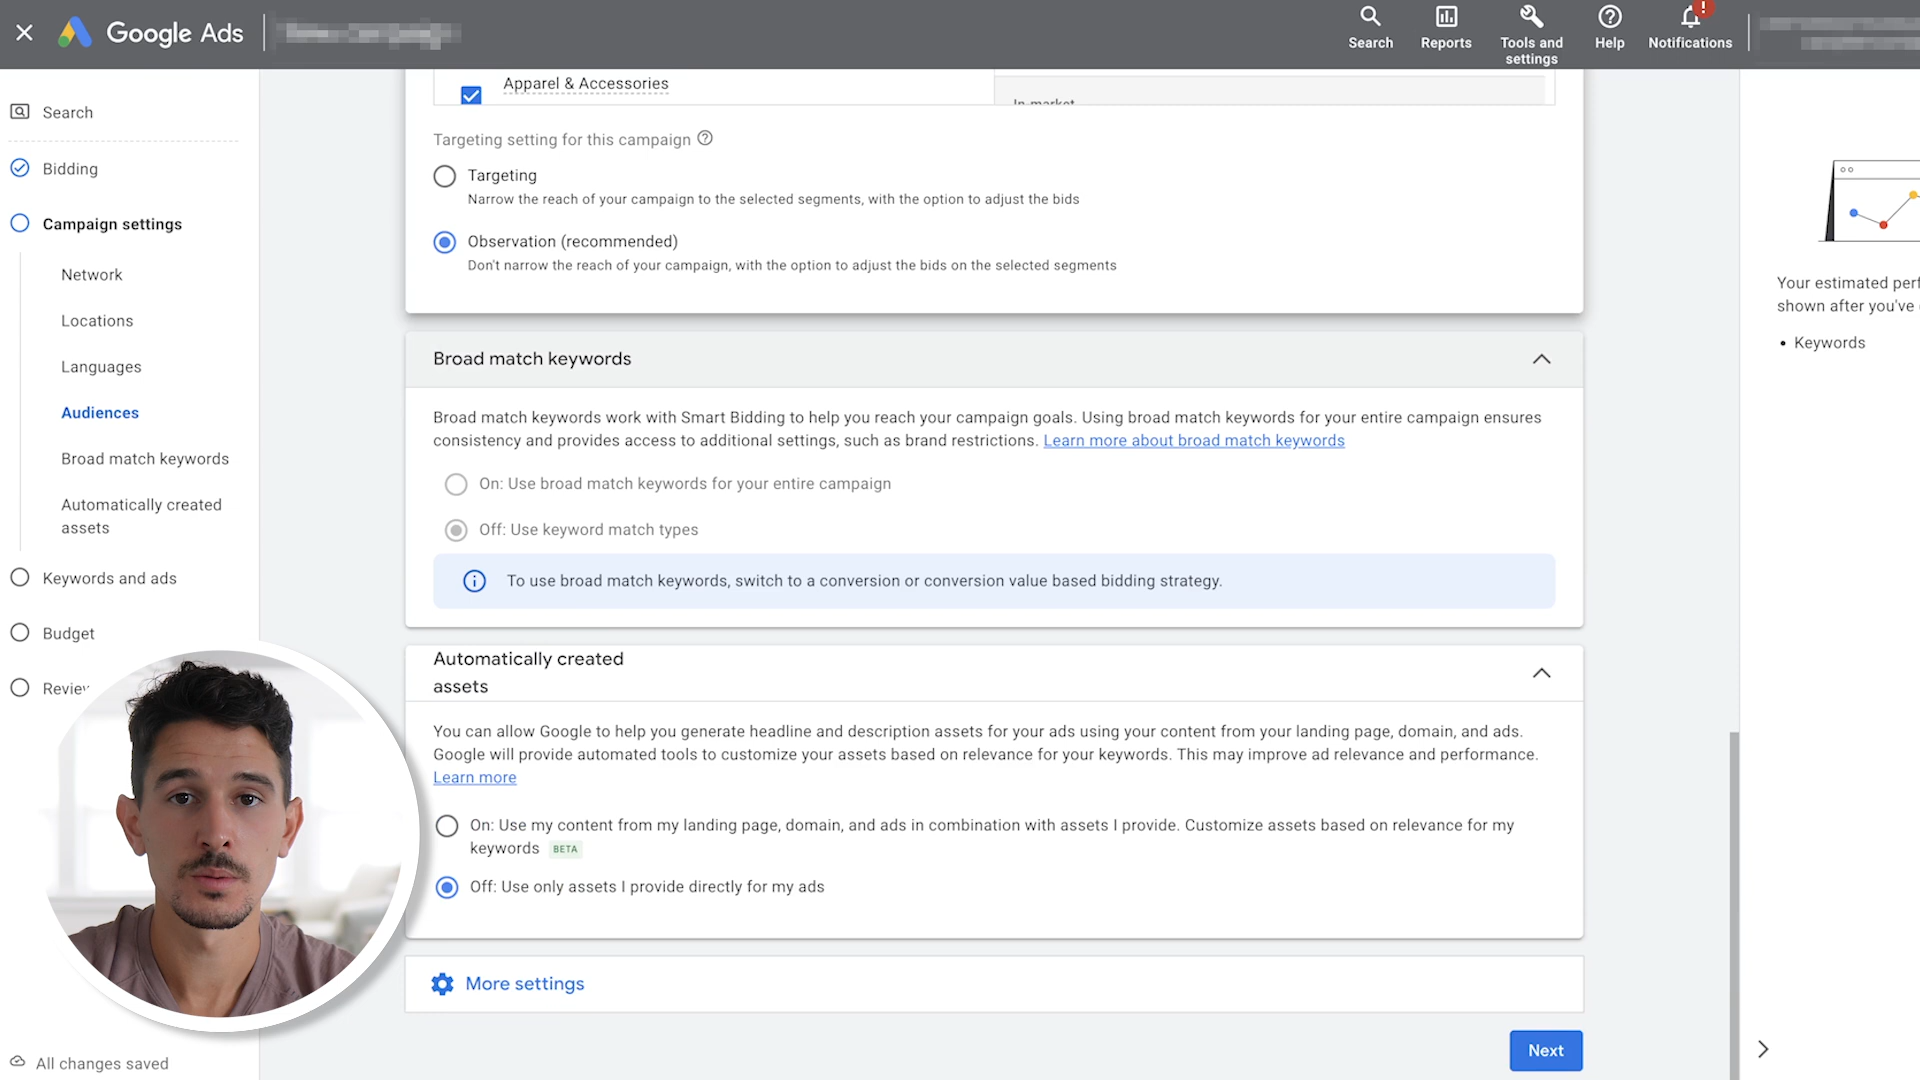 Google Ads
Search
Reports
Tools and
settings
Help
!
Notifications
Search
Bidding
Campaign settings
Network
Locations
Languages
Audiences
Broad match keywords
Automatically created
assets
Keywords and ads
Budget
All changes saved
Apparel & Accessories
In-market
Targeting setting for this campaign
Targeting
Narrow the reach of your campaign to the selected segments, with the option to adjust the bids
Observation (recommended)
Don't narrow the reach of your campaign, with the option to adjust the bids on the selected segments
Broad match keywords
Broad match keywords work with Smart Bidding to help you reach your campaign goals. Using broad match keywords for your entire campaign ensures
consistency and provides access to additional settings, such as brand restrictions. Learn more about broad match keywords
On: Use broad match keywords for your entire campaign
Off: Use keyword match types
To use broad match keywords, switch to a conversion or conversion value based bidding strategy.
Automatically created
assets
You can allow Google to help you generate headline and description assets for your ads using your content from your landing page, domain, and ads.
Google will provide automated tools to customize your assets based on relevance for your keywords. This may improve ad relevance and performance.
Learn more
On: Use my content from my landing page, domain, and ads in combination with assets I provide. Customize assets based on relevance for my
keywords BETA
Off: Use only assets I provide directly for my ads
More settings
Next
Your estimated perf
shown after you've
• Keywords